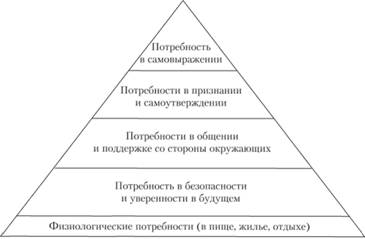 Потребность
в самовыражении
Потребности в признании
и самоутверждении
Потребности в общении
и поддержке со стороны окружающих
Потребность в безопасности
и уверенности в будущем
Физиологические потребности (в пище, жилье, отдыхе)